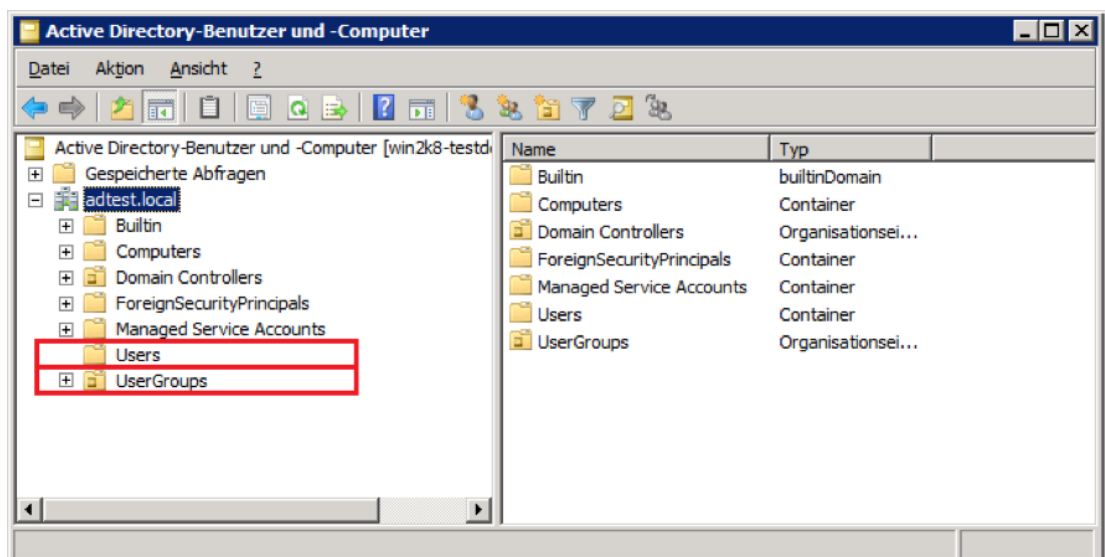 Active Directory-Benutzer und -Computer
Datei Aktion Ansicht ?
Active Directory-Benutzer und -Computer [win2k8-testd
Gespeicherte Abfragen
adtest.local
Builtin
Computers
Domain Controllers
ForeignSecurityPrincipals
Managed Service Accounts
Users
UserGroups
Name Typ
Builtin builtinDomain
Computers Container
Domain Controllers Organisationsei...
ForeignSecurityPrincipals Container
Managed Service Accounts Container
Users Container
UserGroups Organisationsei...